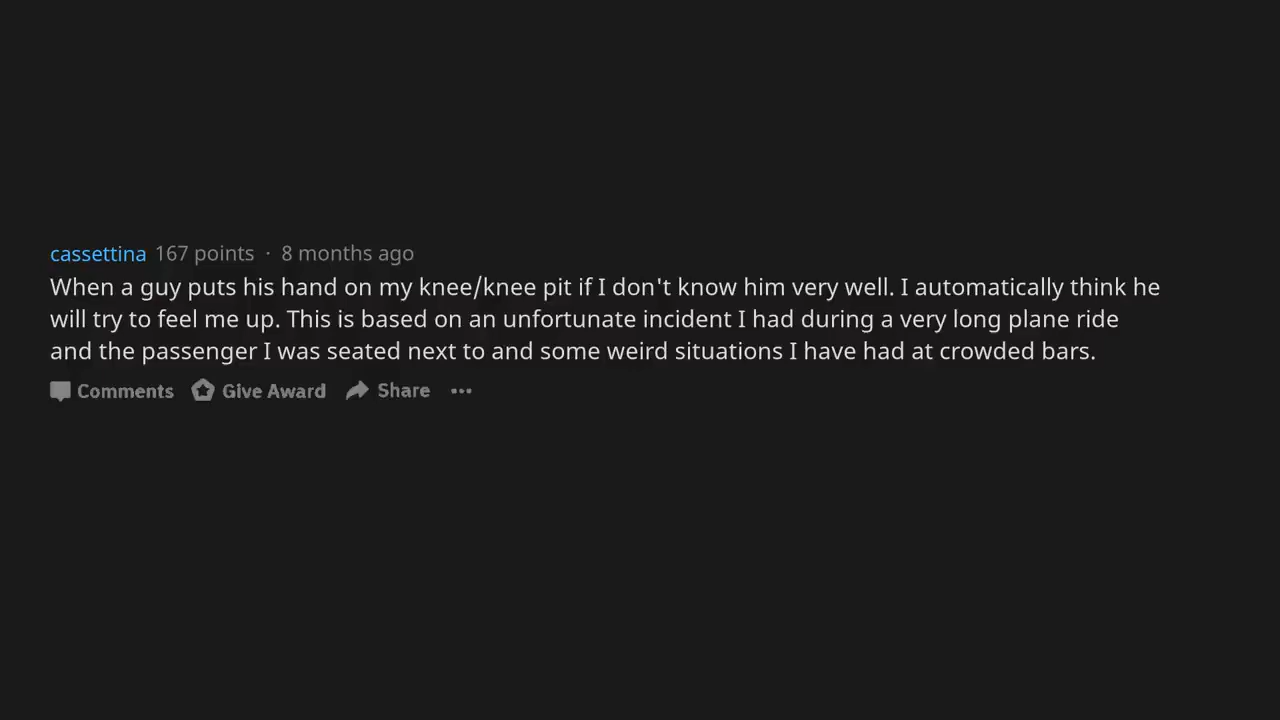 cassettina 167 points · 8 months ago
When a guy puts his hand on my knee/knee pit if I don't know him very well. I automatically think he
will try to feel me up. This is based on an unfortunate incident I had during a very long plane ride
and the passenger I was seated next to and some weird situations I have had at crowded bars.
Comments Give Award Share ···